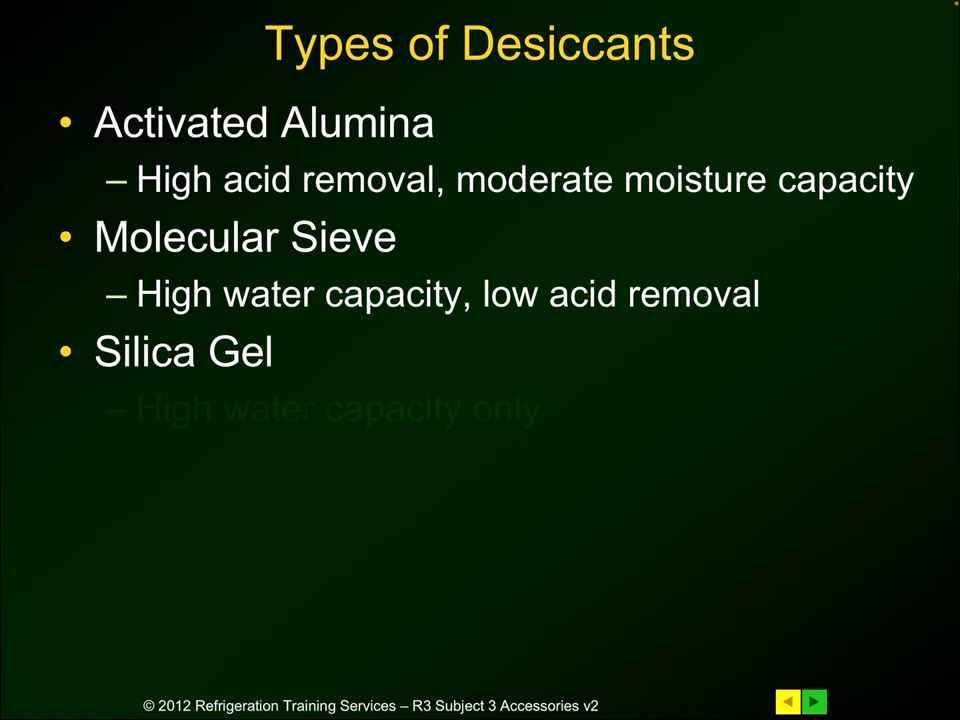 Types of Desiccants
• Activated Alumina
– High acid removal, moderate moisture capacity
• Molecular Sieve
– High water capacity, low acid removal
• Silica Gel
– High water capacity only
© 2012 Refrigeration Training Services – R3 Subject 3 Accessories v2